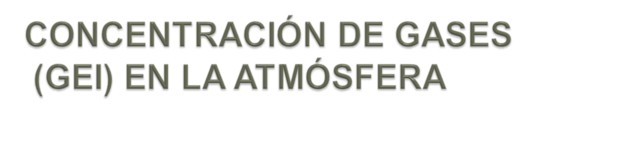 CONCENTRACIÓN DE GASES
(GEI) EN LA ATMÓSFERA